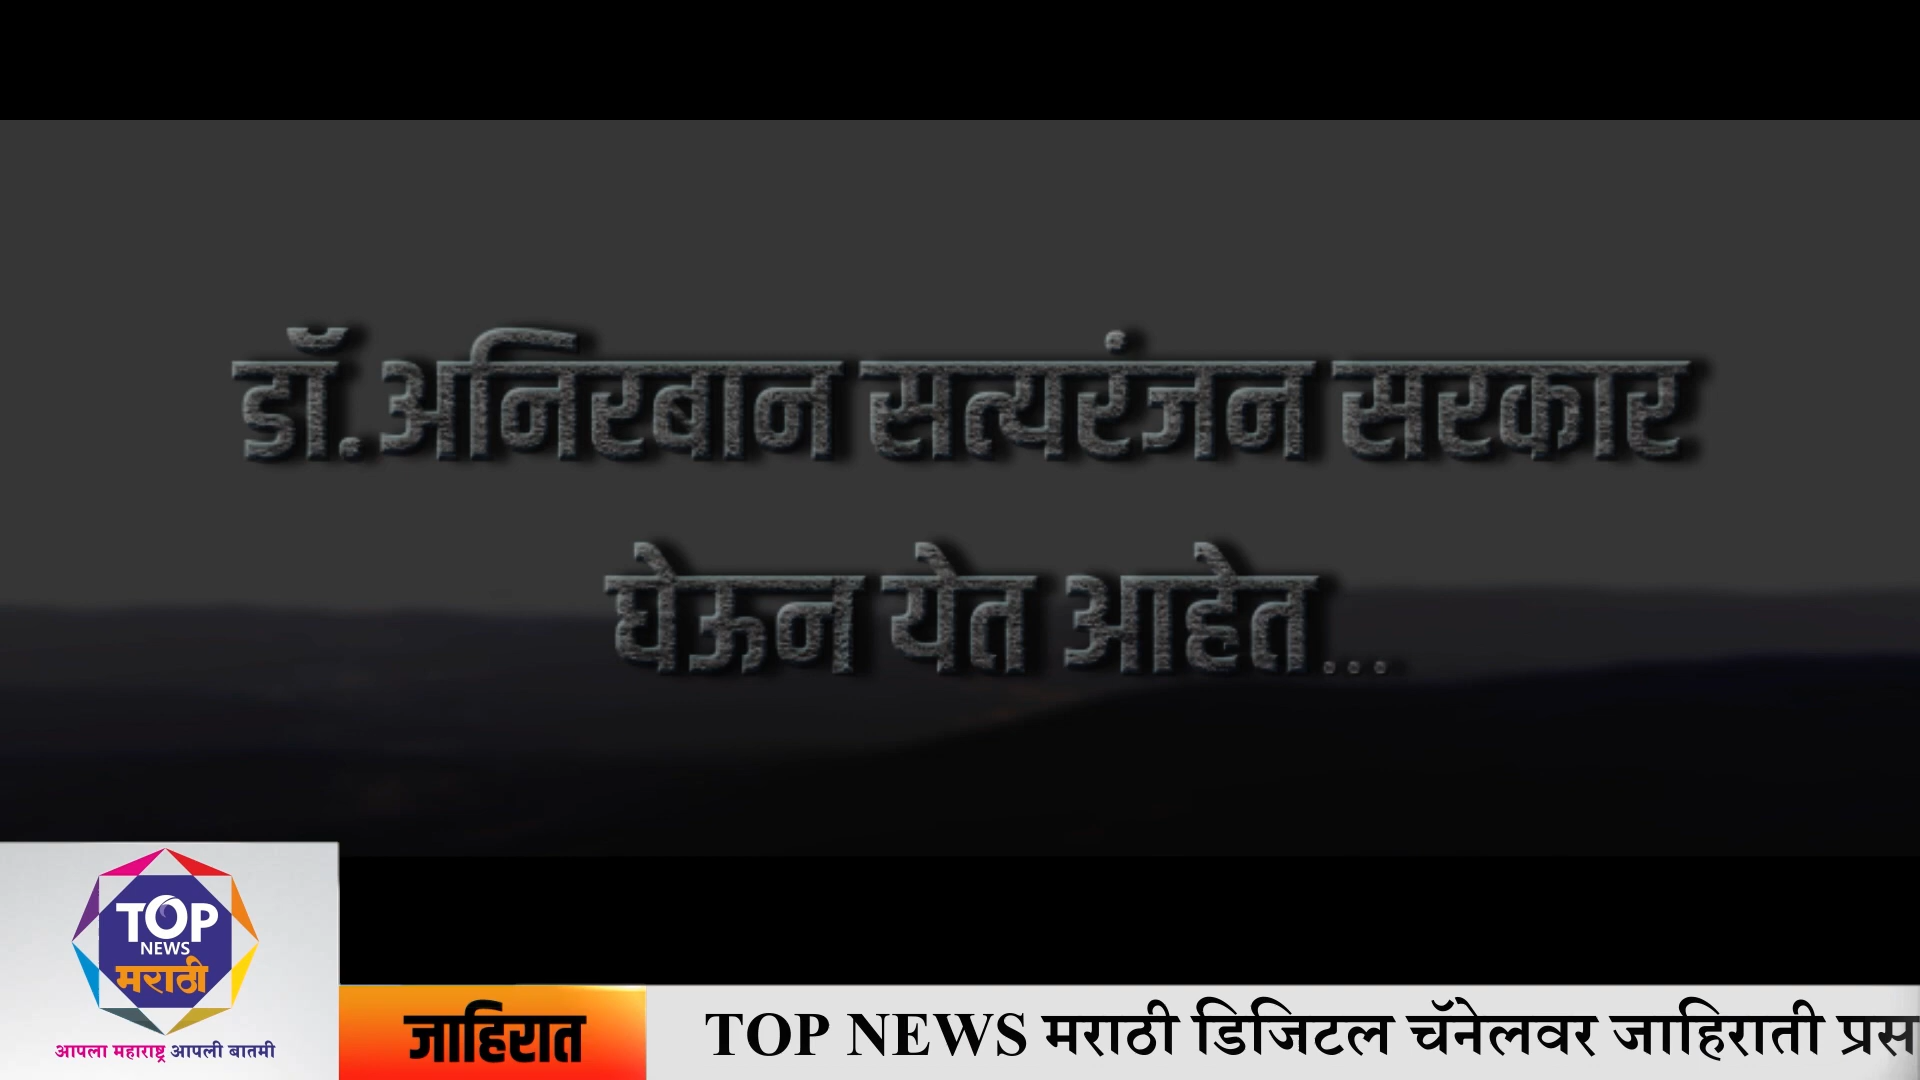 डॉ.अनिरबान सत्यरंजन सरकार
घेऊन येत आहेत...
TOP
NEWS
मराठी
आपला महाराष्ट्र आपली बातमी
जाहिरात
TOP NEWS मराठी डिजिटल चॅनेलवर जाहिराती